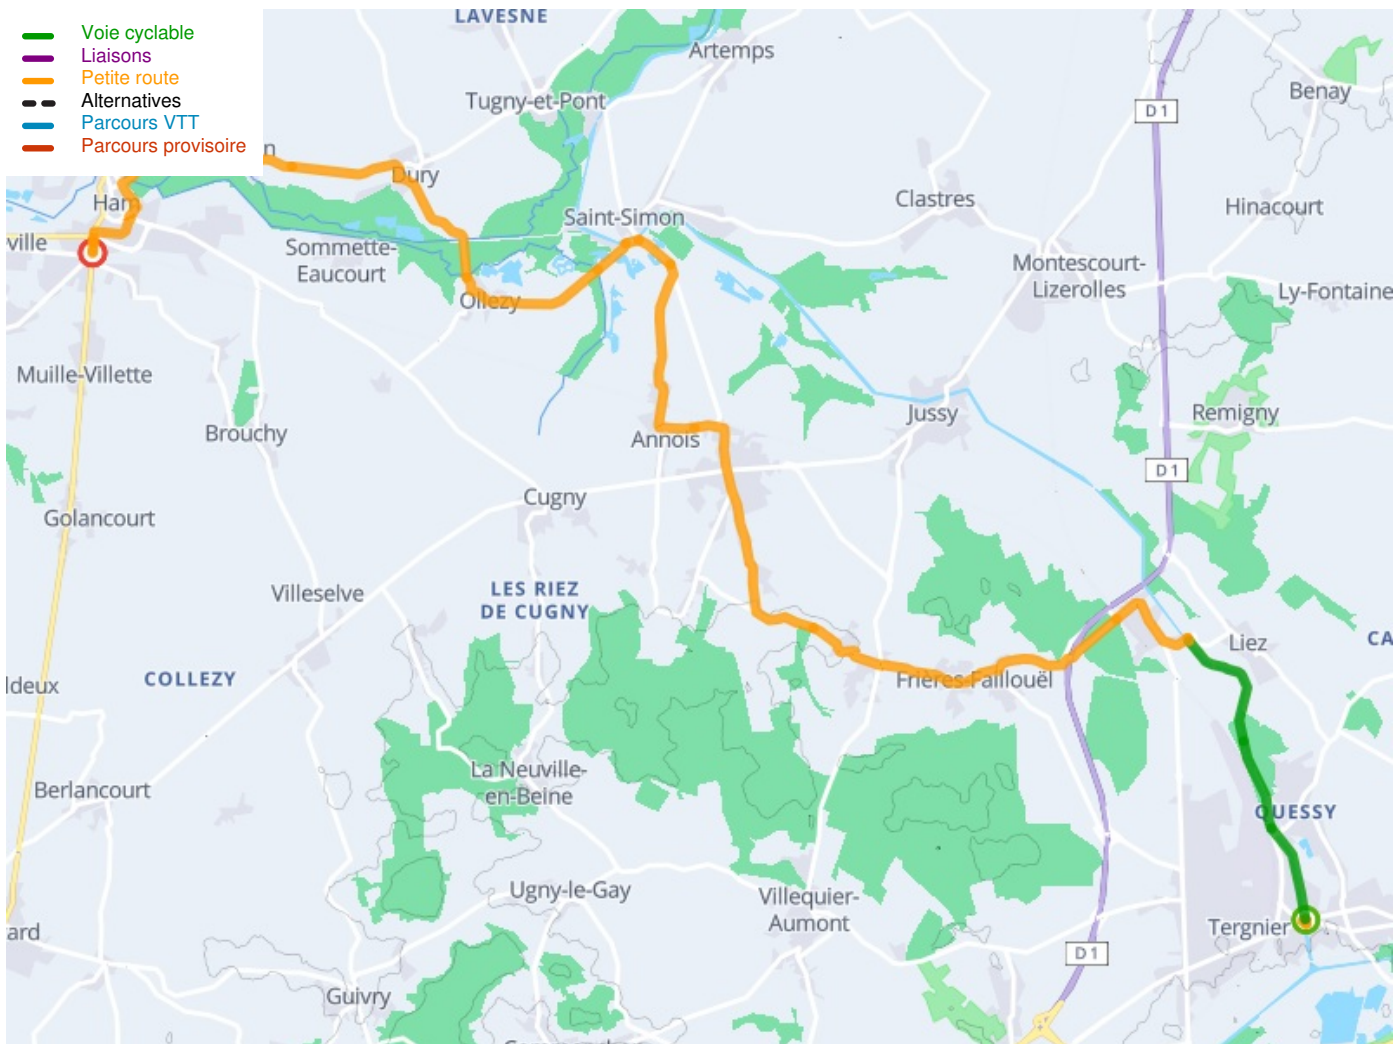 Voie cyclable
Liaisons
Petite route
Alternatives
Parcours VTT
Parcours provisoire
LAVESNE
Artemps
Benay
Tugny-et-Pont
D 1
n
Dury
Ham
Saint-Simon
Clastres
Hinacourt
ville
Sommette-
Eaucourt
Montescourt-
Lizerolles
Ly-Fontaine
Ollezy
Muille-Villette
Jussy
Remigny
Brouchy
Annois
D 1
Cugny
Golancourt
Villeselve
LES RIEZ
DE CUGNY
Liez
CA
COLLEZY
ldeux
Frières-Faillouël
La Neuville-
en-Beine
Berlancourt
QUESSY
Ugny-le-Gay
Villequier-
Aumont
Tergnier
ard
D 1
Guivry